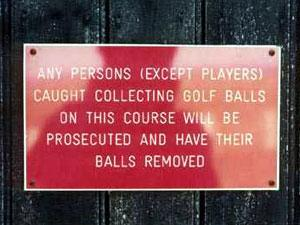 ANY PERSONS (EXCEPT PLAYERS)
CAUGHT COLLECTING GOLF BALLS
ON THIS COURSE WILL BE
PROSECUTED AND HAVE THEIR
BALLS REMOVED